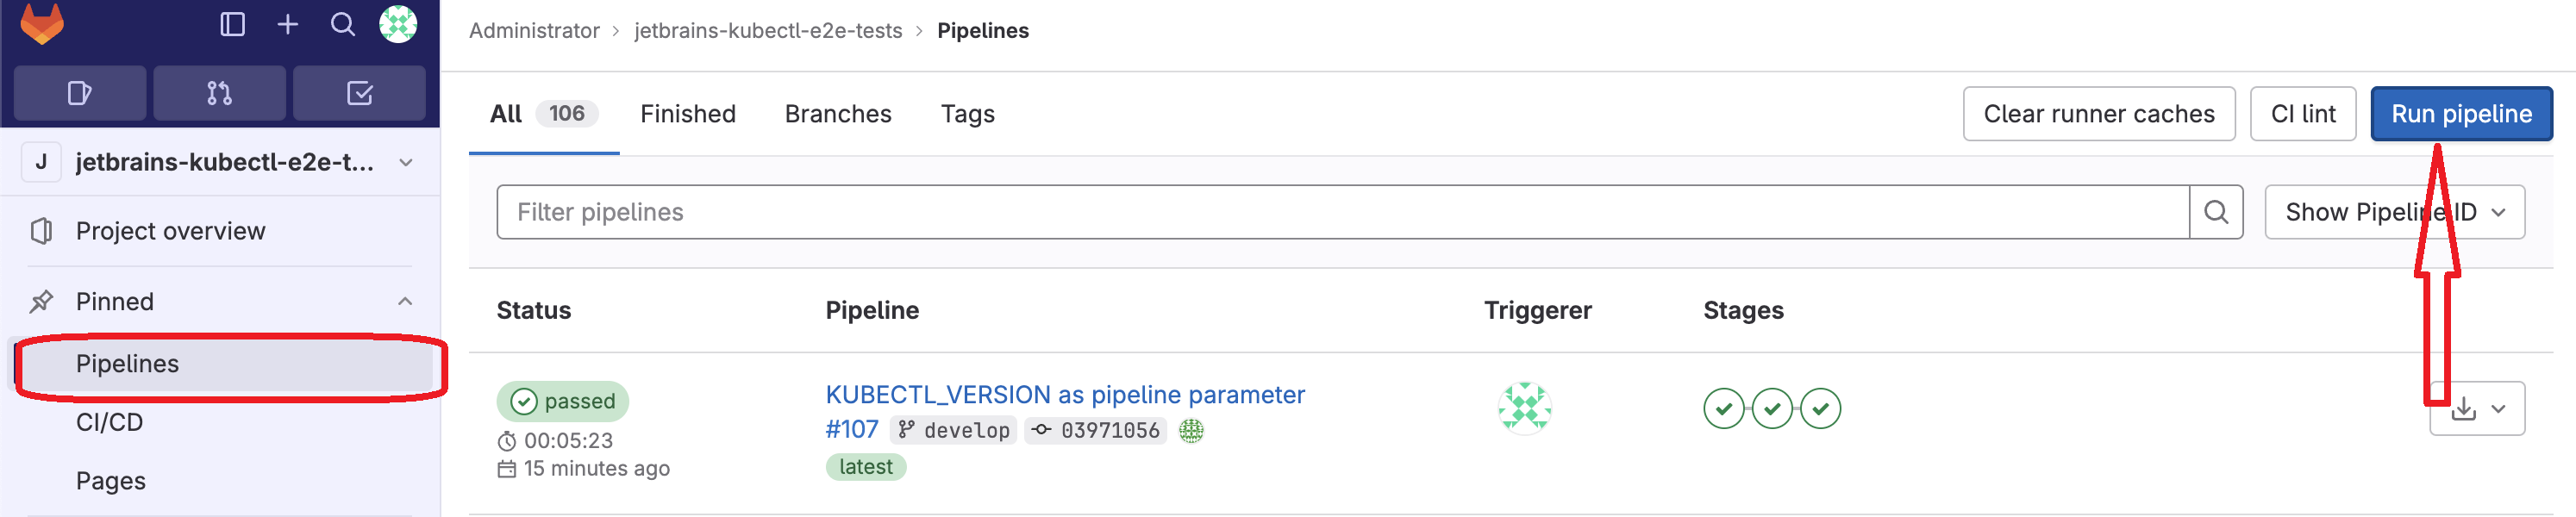 Administrator > jetbrains-kubectl-e2e-tests > Pipelines
J jetbrains-kubectl-e2e-t...
Project overview
Pinned
Pipelines
CI/CD
Pages
All 106 Finished Branches Tags
Clear runner caches CI lint Run pipeline
Filter pipelines Show Pipeline ID
Status Pipeline Triggerer Stages
passed KUBECTL_VERSION as pipeline parameter
00:05:23 #107 develop 03971056
15 minutes ago latest